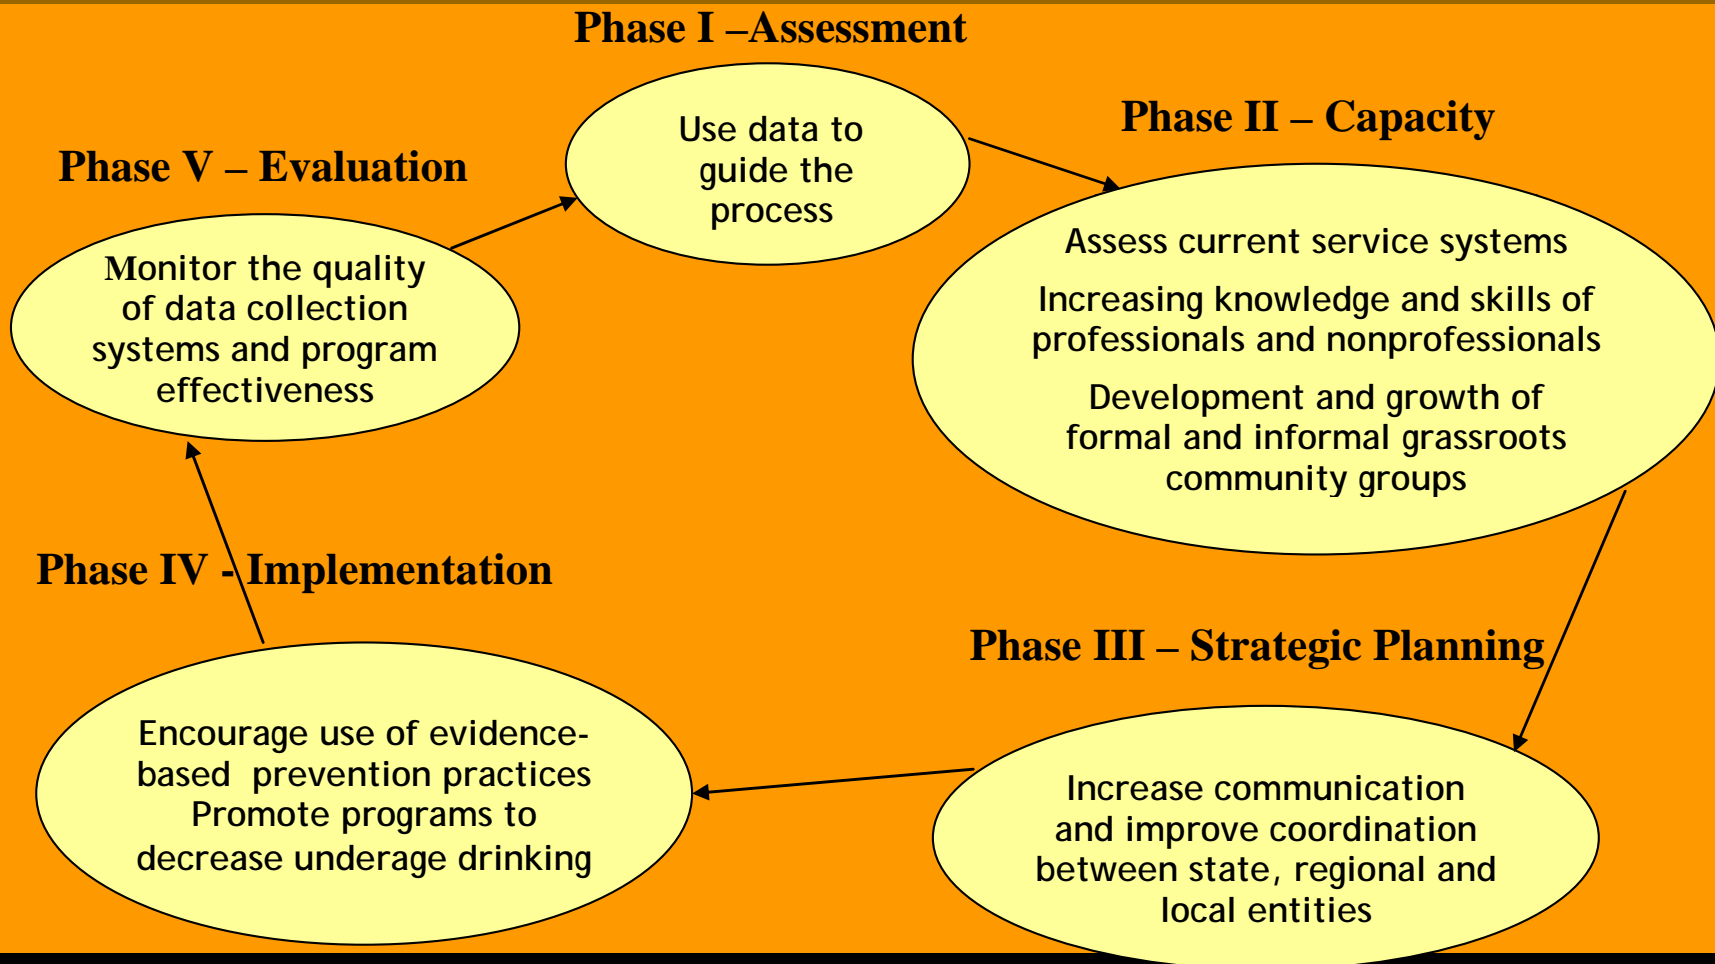 Phase I –Assessment
Use data to
guide the
process
Phase II – Capacity
Assess current service systems
Increasing knowledge and skills of
professionals and nonprofessionals
Development and growth of
formal and informal grassroots
community groups
Phase III – Strategic Planning
Increase communication
and improve coordination
between state, regional and
local entities
Phase IV - Implementation
Encourage use of evidence-
based prevention practices
Promote programs to
decrease underage drinking
Phase V – Evaluation
Monitor the quality
of data collection
systems and program
effectiveness